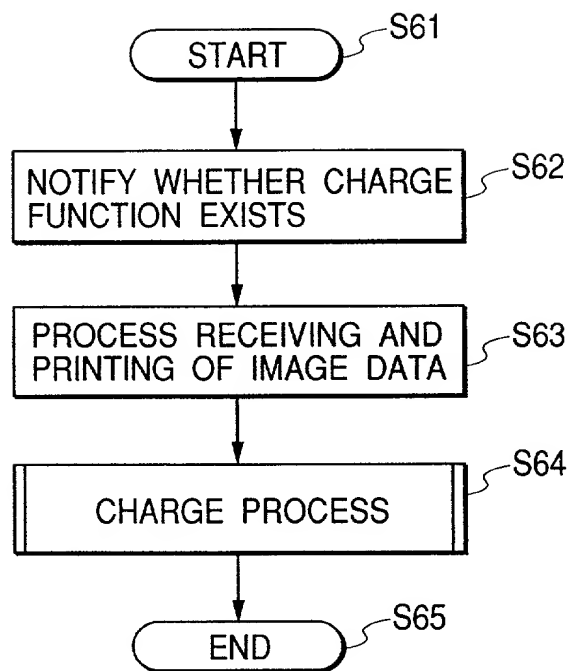 S61
START
S62
NOTIFY WHETHER CHARGE
FUNCTION EXISTS
S63
PROCESS RECEIVING AND
PRINTING OF IMAGE DATA
S64
CHARGE PROCESS
S65
END